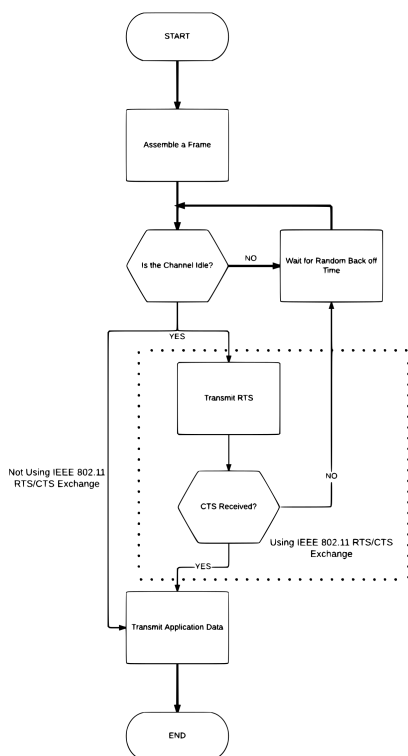 START
Assemble a Frame
Is the Channel Idle?
NO
Wait for Random Back off
Time
YES
Transmit RTS
Not Using IEEE 802.11
RTS/CTS Exchange
NO
CTS Received?
Using IEEE 802.11 RTS/CTS
Exchange
YES
Transmit Application Data
END